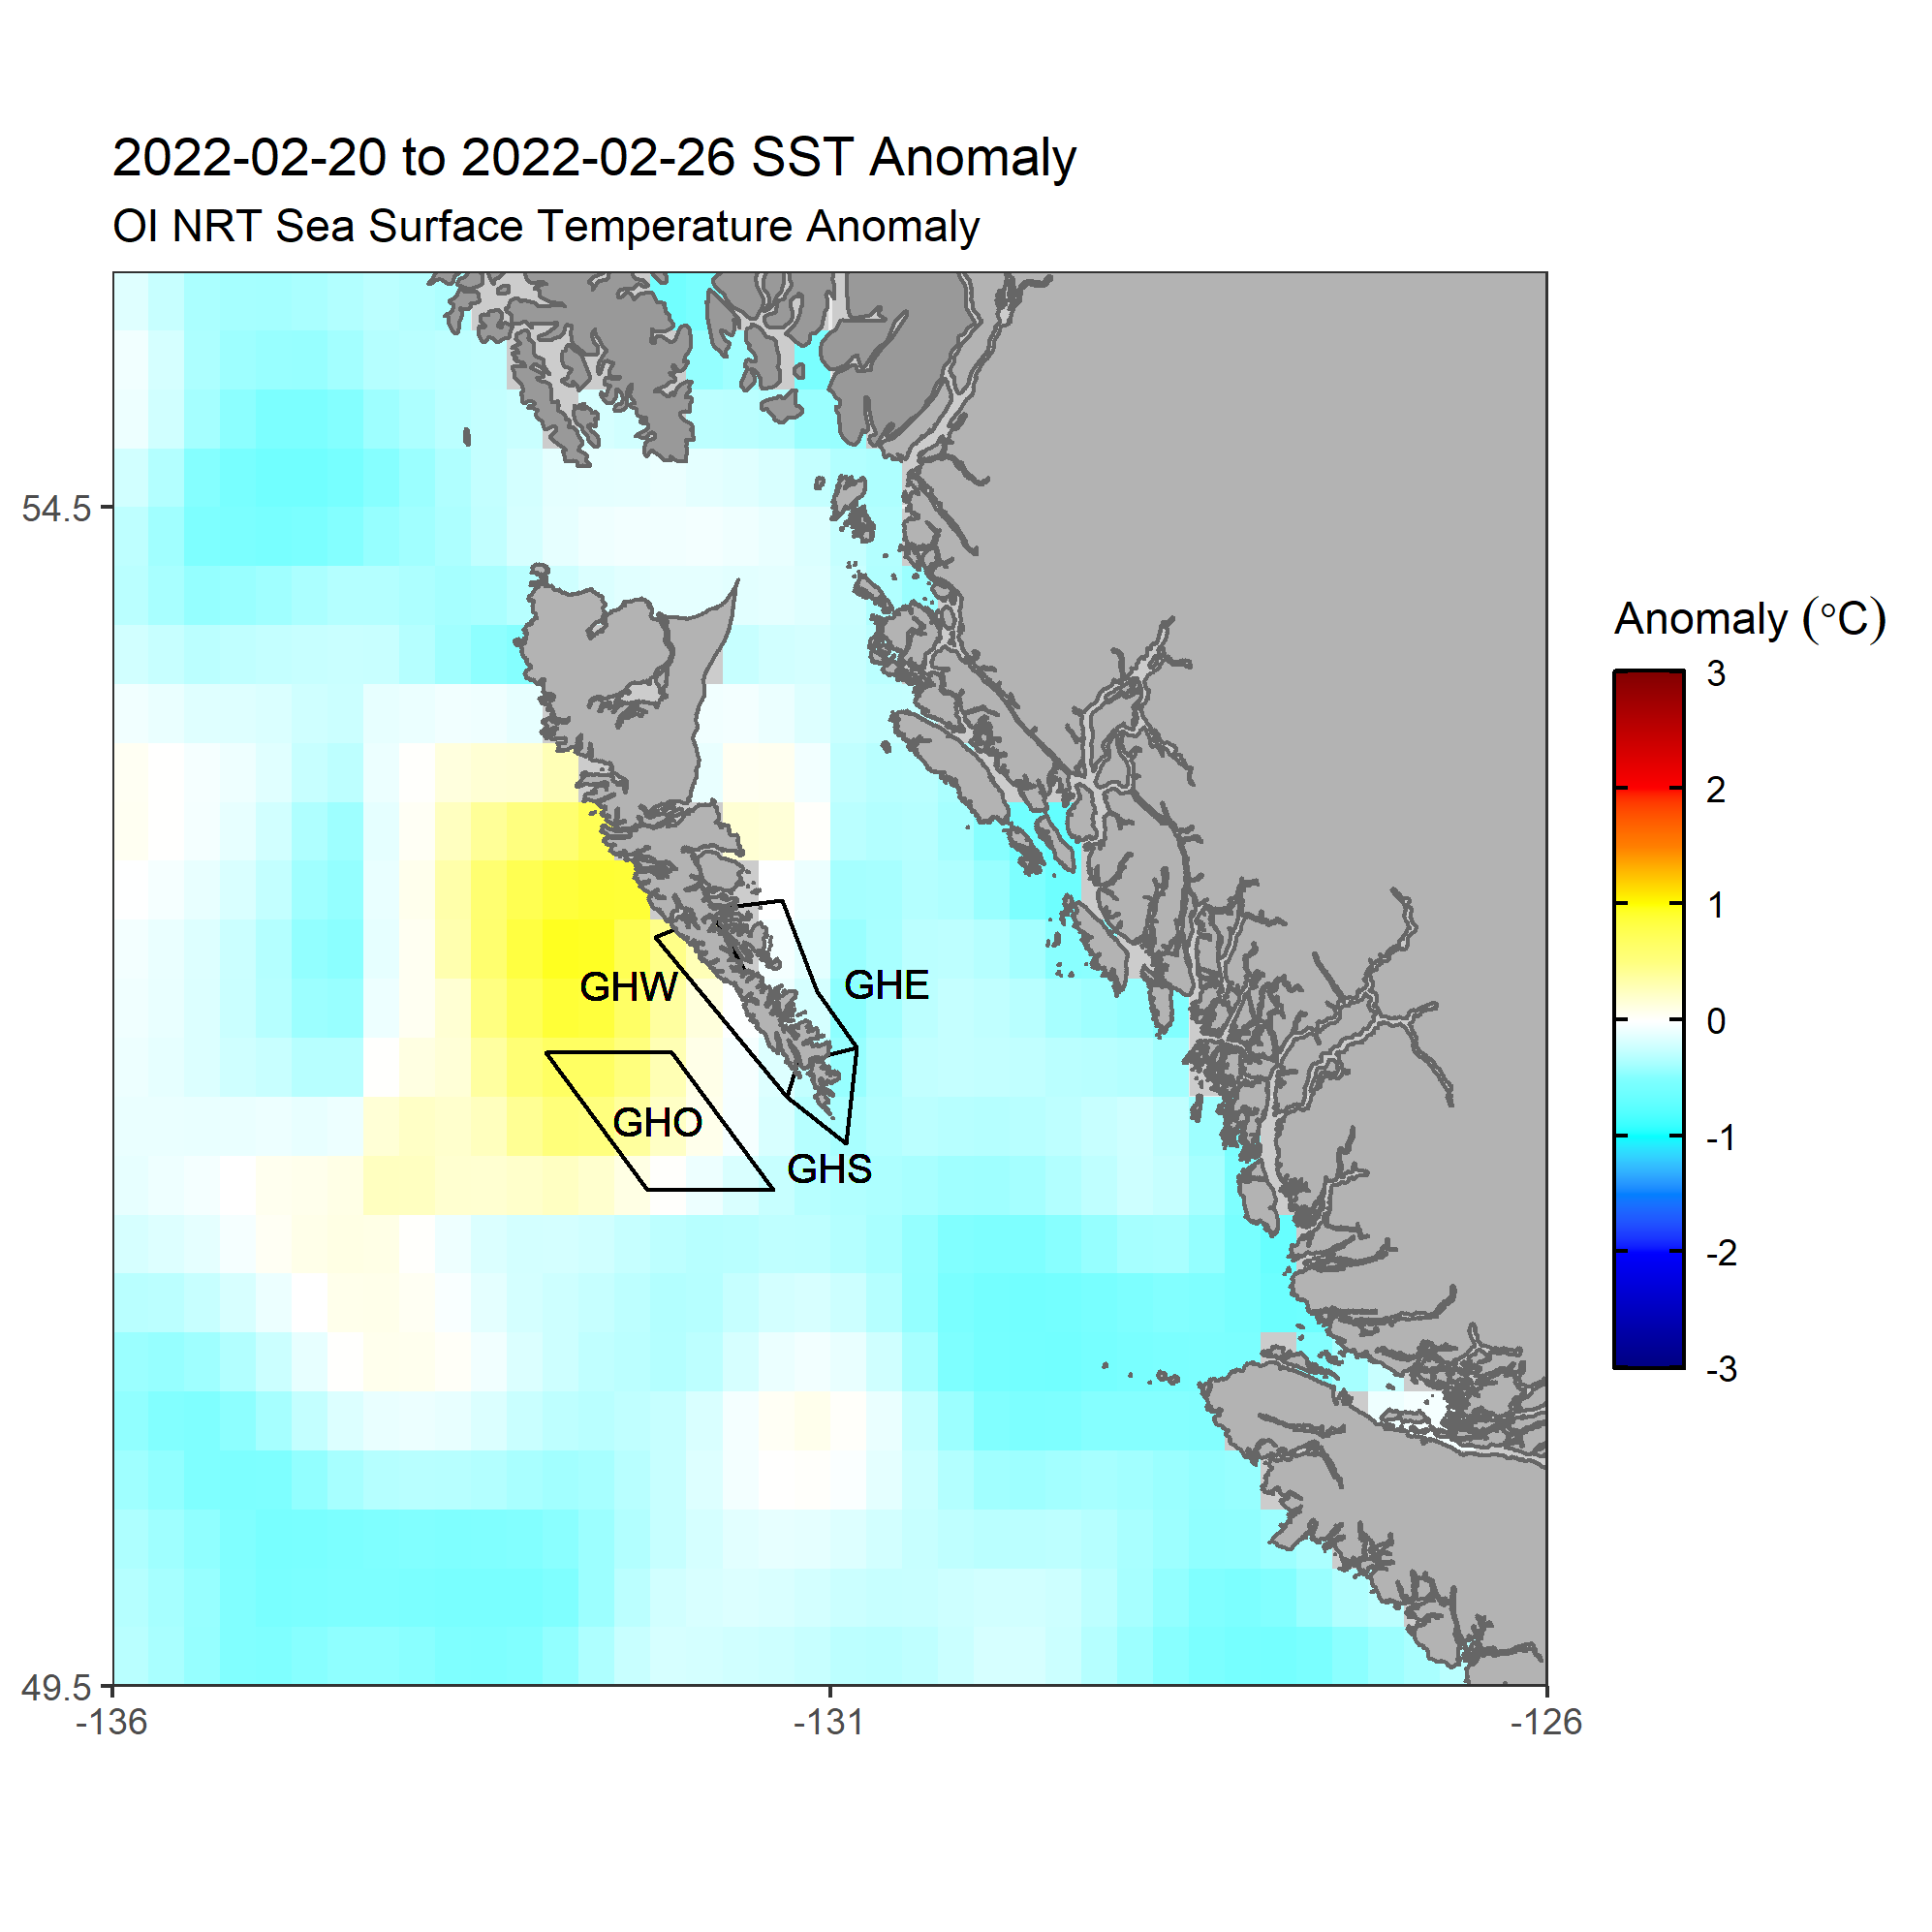 2022-02-20 to 2022-02-26 SST Anomaly
OI NRT Sea Surface Temperature Anomaly
54.5
49.5
-136
-131
-126
GHW
GHE
GHO
GHS
Anomaly (°C)
3
2
1
0
-1
-2
-3